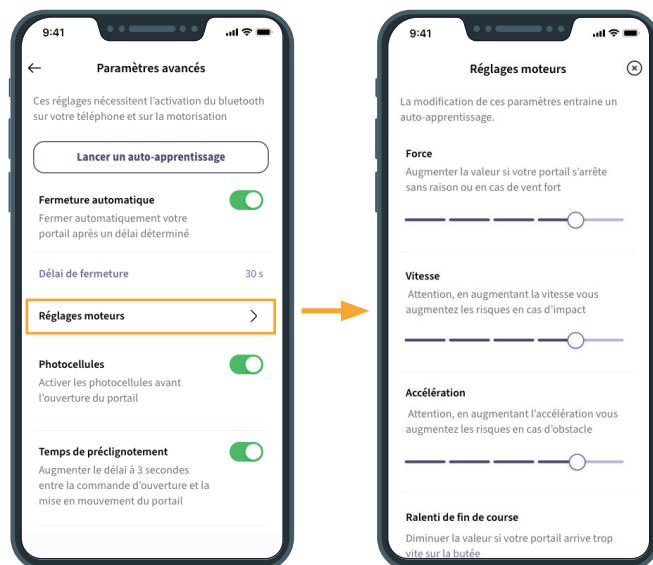 9:41
Paramètres avancés
Ces réglages nécessitent l'activation du bluetooth
sur votre téléphone et sur la motorisation
Lancer un auto-apprentissage
Fermeture automatique
Fermer automatiquement votre
portail après un délai déterminé
Délai de fermeture 30 s
Réglages moteurs
Photocellules
Activer les photocellules avant
l'ouverture du portail
Temps de préclignotement
Augmenter le délai à 3 secondes
entre la commande d'ouverture et la
mise en mouvement du portail
9:41
Réglages moteurs
La modification de ces paramètres entraine un
auto-apprentissage.
Force
Augmenter la valeur si votre portail s'arrête
sans raison ou en cas de vent fort
Vitesse
Attention, en augmentant la vitesse vous
augmentez les risques en cas d'impact
Accélération
Attention, en augmentant l'accélération vous
augmentez les risques en cas d'obstacle
Ralenti de fin de course
Diminuer la valeur si votre portail arrive trop
vite sur la butée